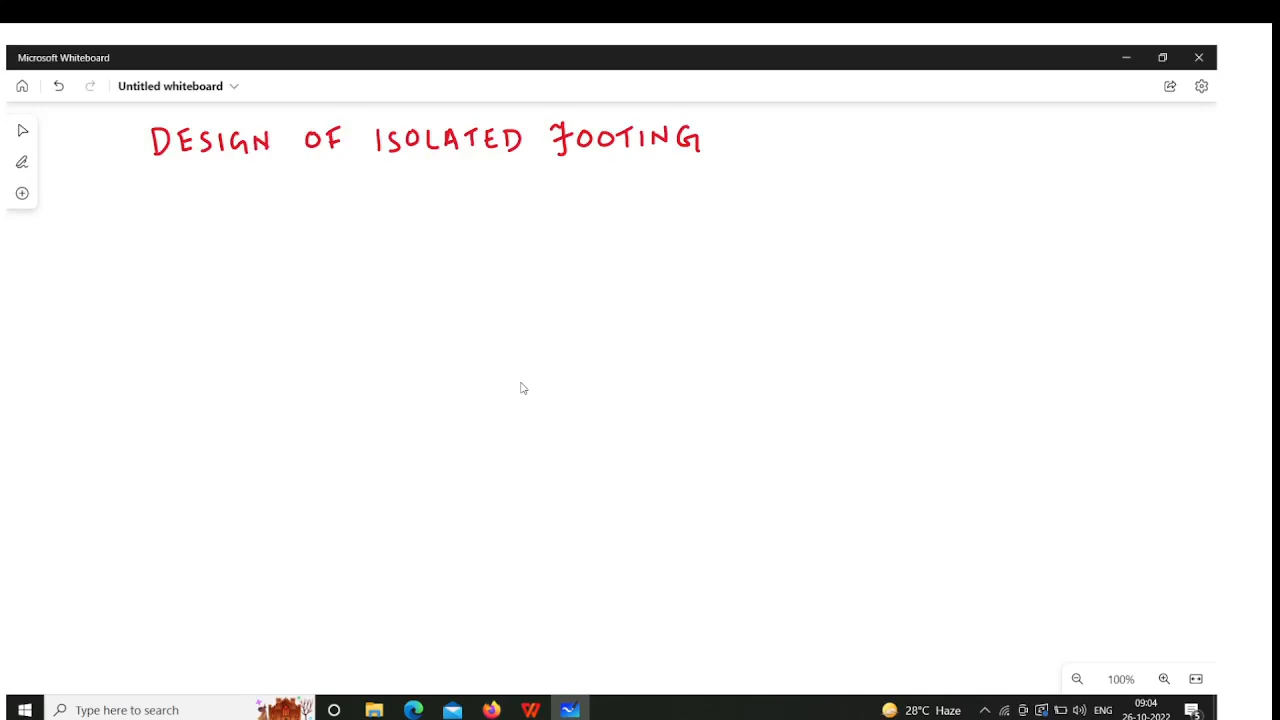 Microsoft Whiteboard
Untitled whiteboard
DESIGN OF ISOLATED FOOTING
100%
Type here to search
28°C Haze
ENG
09:04
26-10-2022
5